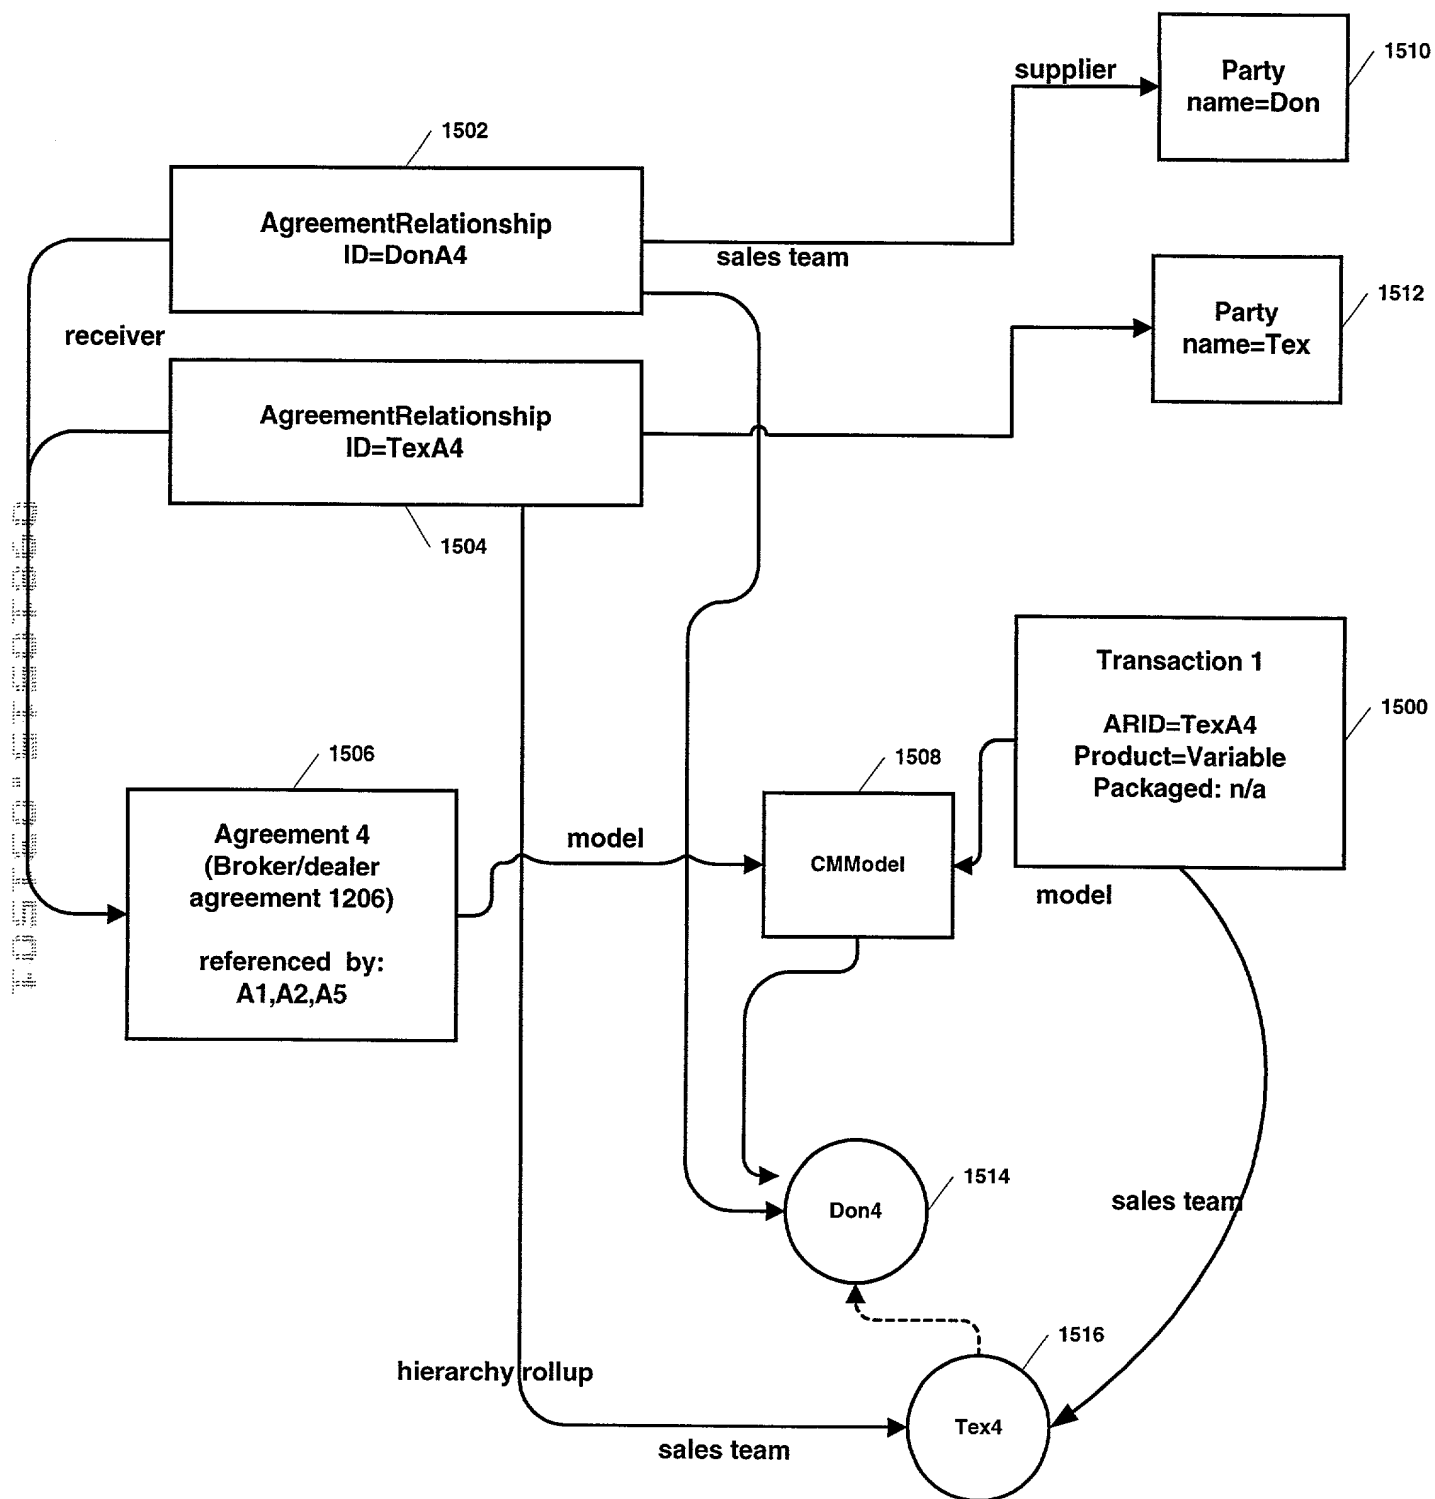 1510
supplier
Party
name=Don
1502
AgreementRelationship
ID=DonA4
sales team
1512
Party
name=Tex
receiver
AgreementRelationship
ID=TexA4
1504
Transaction 1
ARID=TexA4
Product=Variable
Packaged: n/a
1500
1506
1508
Agreement 4
(Broker/dealer
agreement 1206)
referenced by:
A1,A2,A5
model
CMModel
model
1514
Don4
sales team
1516
hierarchy rollup
Tex4
sales team